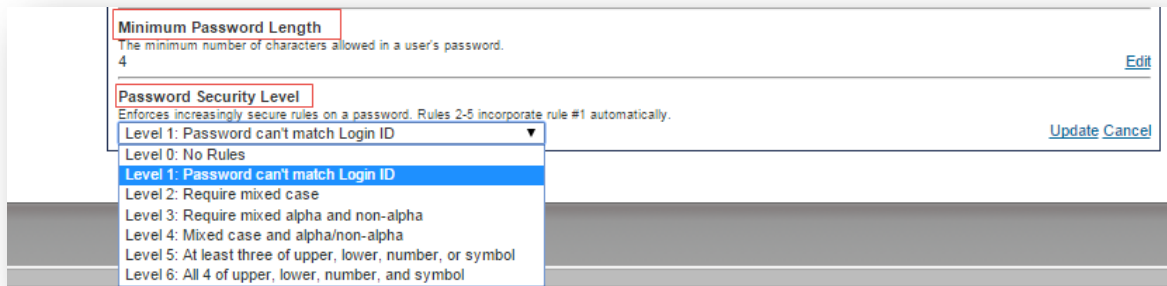 Minimum Password Length
The minimum number of characters allowed in a user's password.
4 Edit
Password Security Level
Enforces increasingly secure rules on a password. Rules 2-5 incorporate rule #1 automatically.
Level 1: Password can't match Login ID Update Cancel
Level 0: No Rules
Level 1: Password can't match Login ID
Level 2: Require mixed case
Level 3: Require mixed alpha and non-alpha
Level 4: Mixed case and alpha/non-alpha
Level 5: At least three of upper, lower, number, or symbol
Level 6: All 4 of upper, lower, number, and symbol